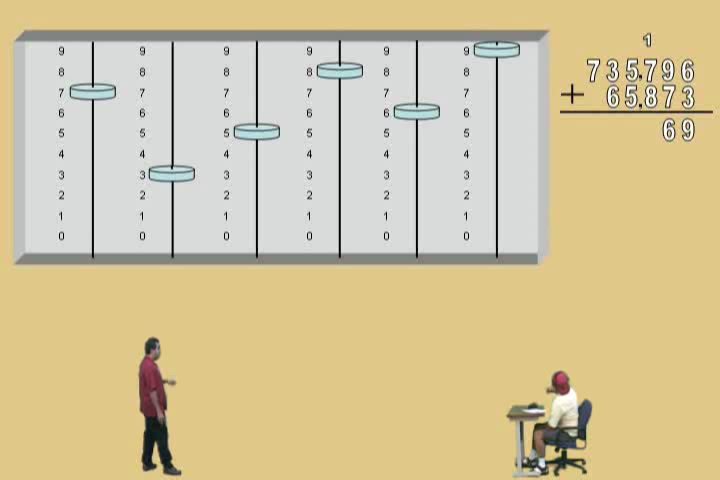 9 9 9 9 9 9
8 8 8 8 8 8
7 7 7 7 7 7
6 6 6 6 6 6
5 5 5 5 5 5
4 4 4 4 4 4
3 3 3 3 3 3
2 2 2 2 2 2
1 1 1 1 1 1
0 0 0 0 0 0
1
735,796
+ 65,873
69